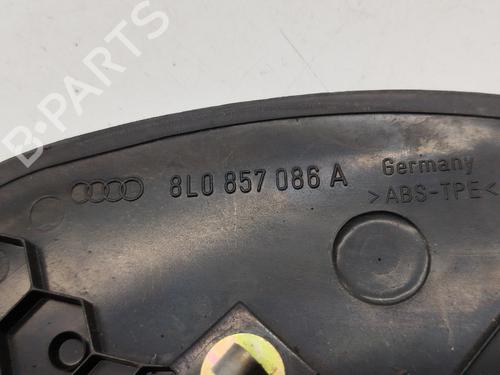 B-PARTS
8L0 857 086 A
Germany
>ABS-TPE<